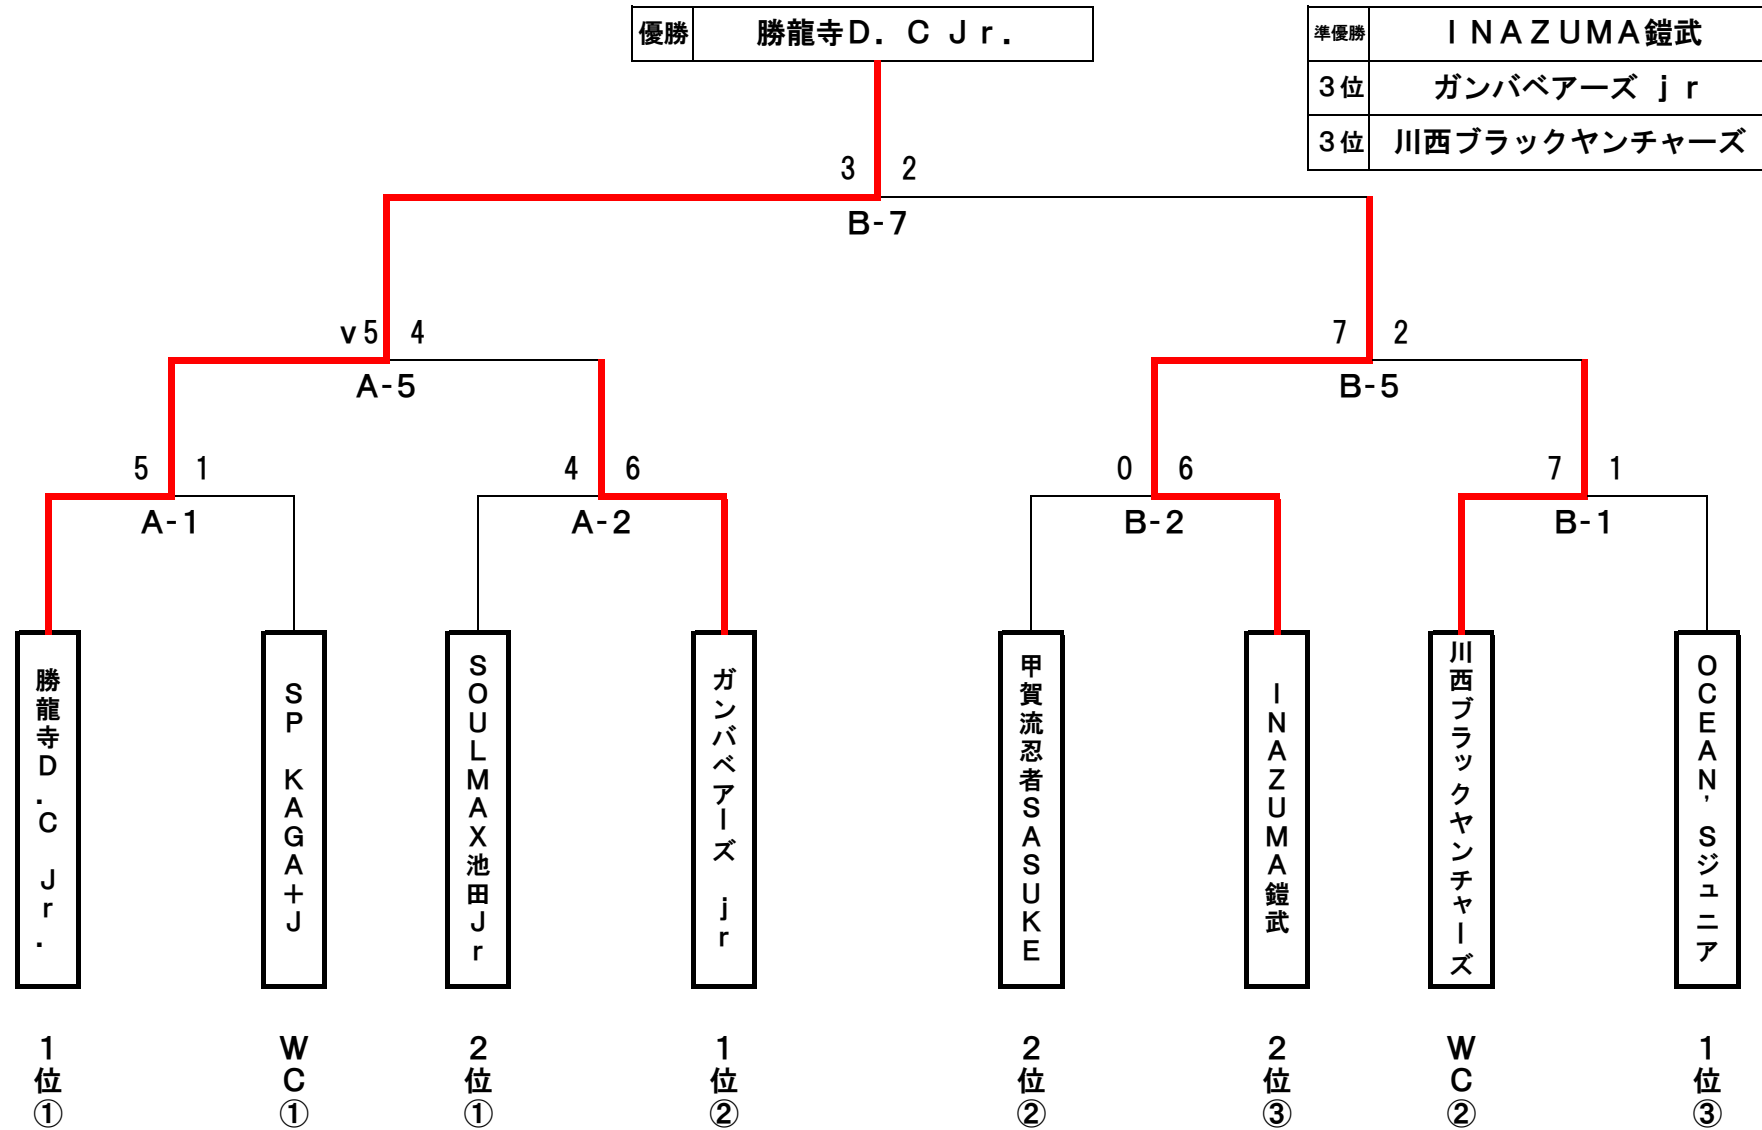 優勝 勝龍寺D．C Jr．
準優勝 INAZUMA鎧武
3位 ガンバベアーズ jr
3位 川西ブラックヤンチャーズ
3 2
B-7
v5 4
A-5
7 2
B-5
5 1
A-1
4 6
A-2
0 6
B-2
7 1
B-1
勝龍寺D．C Jr．
SP KAGA＋J
SOULMAX池田Jr
ガンバベアーズ jr
甲賀流忍者SASUKE
INAZUMA鎧武
川西ブラックヤンチャーズ
OCEAN’Sジュニア
1位①
WC①
2位①
1位②
2位②
2位③
WC②
1位③